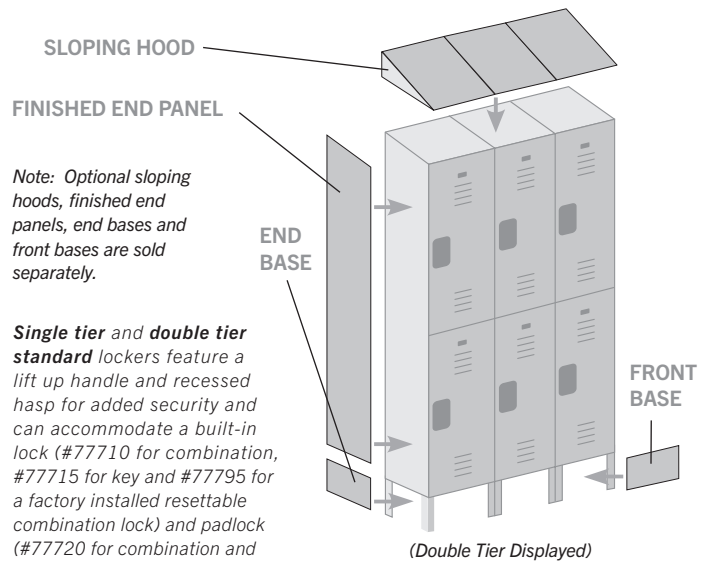 SLOPING HOOD
FINISHED END PANEL
Note: Optional sloping
hoods, finished end
panels, end bases and
front bases are sold
separately.
END
BASE
Single tier and double tier
standard lockers feature a
lift up handle and recessed
hasp for added security and
can accommodate a built-in
lock (#77710 for combination,
#77715 for key and #77795 for
a factory installed resettable
combination lock) and padlock
(#77720 for combination and
FRONT
BASE
(Double Tier Displayed)